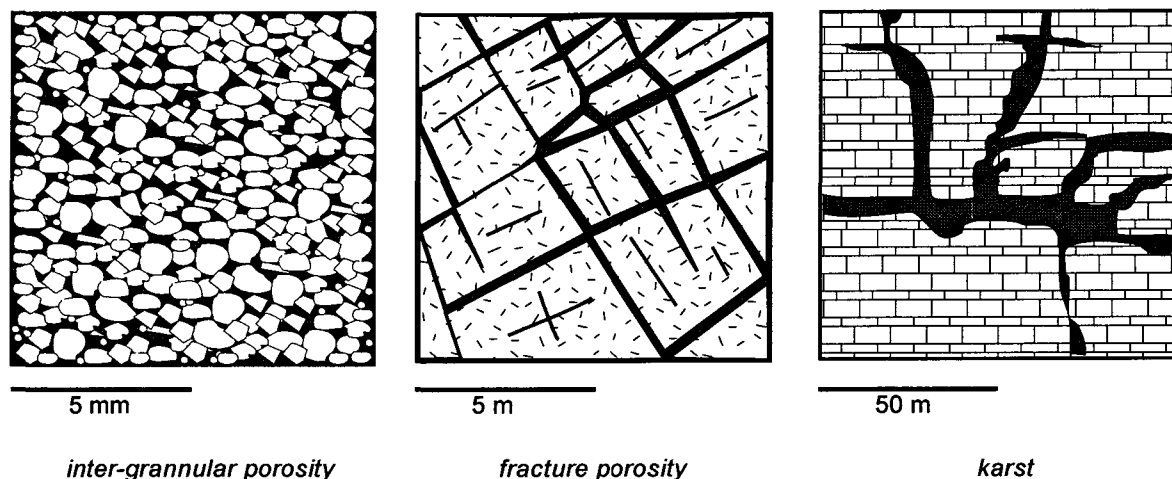 5 mm
5 m
50 m
inter-grannular porosity
fracture porosity
karst